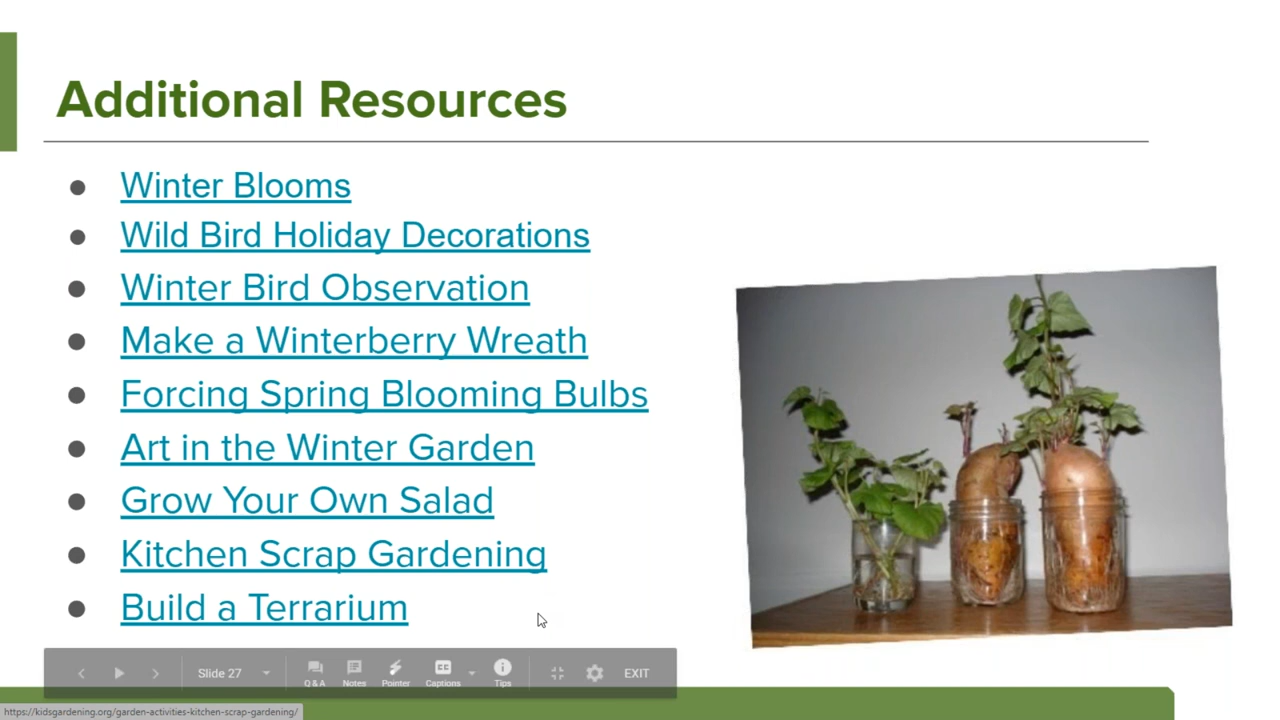 Additional Resources
Winter Blooms
Wild Bird Holiday Decorations
Winter Bird Observation
Make a Winterberry Wreath
Forcing Spring Blooming Bulbs
Art in the Winter Garden
Grow Your Own Salad
Kitchen Scrap Gardening
Build a Terrarium
Slide 27
Q & A
Notes
Pointer
CC
Captions
Tips
EXIT
https://kidsgardening.org/garden-activities-kitchen-scrap-gardening/